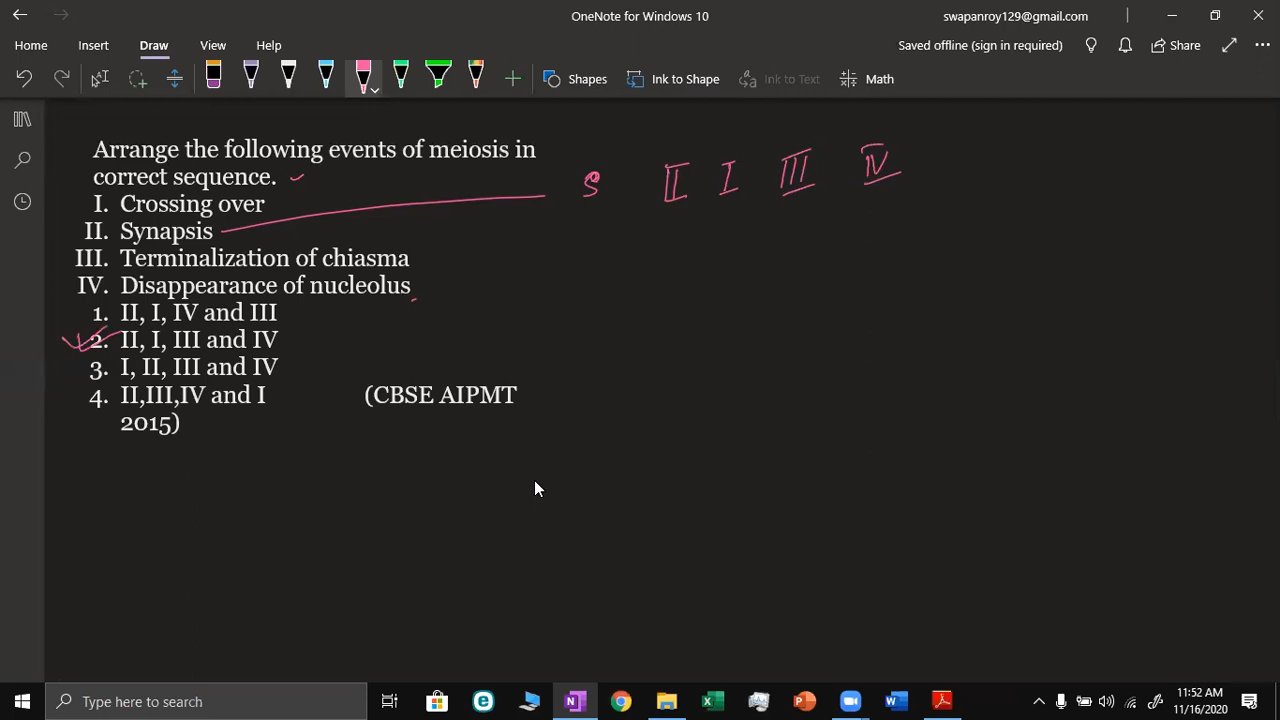 OneNote for Windows 10
swapanroy129@gmail.com
Home Insert Draw View Help
Saved offline (sign in required)
Share
Shapes
Ink to Shape
Ink to Text
Math
Arrange the following events of meiosis in
correct sequence.
S II I III IV
I. Crossing over
II. Synapsis
III. Terminalization of chiasma
IV. Disappearance of nucleolus
1. II, I, IV and III
2. II, I, III and IV
3. I, II, III and IV
4. II,III,IV and I (CBSE AIPMT
2015)
Type here to search
11:52 AM
11/16/2020